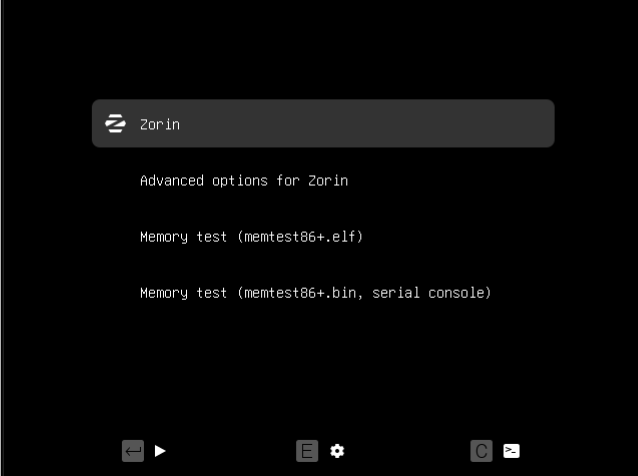 Zorin
Advanced options for Zorin
Memory test (memtest86+.elf)
Memory test (memtest86+.bin, serial console)
E C